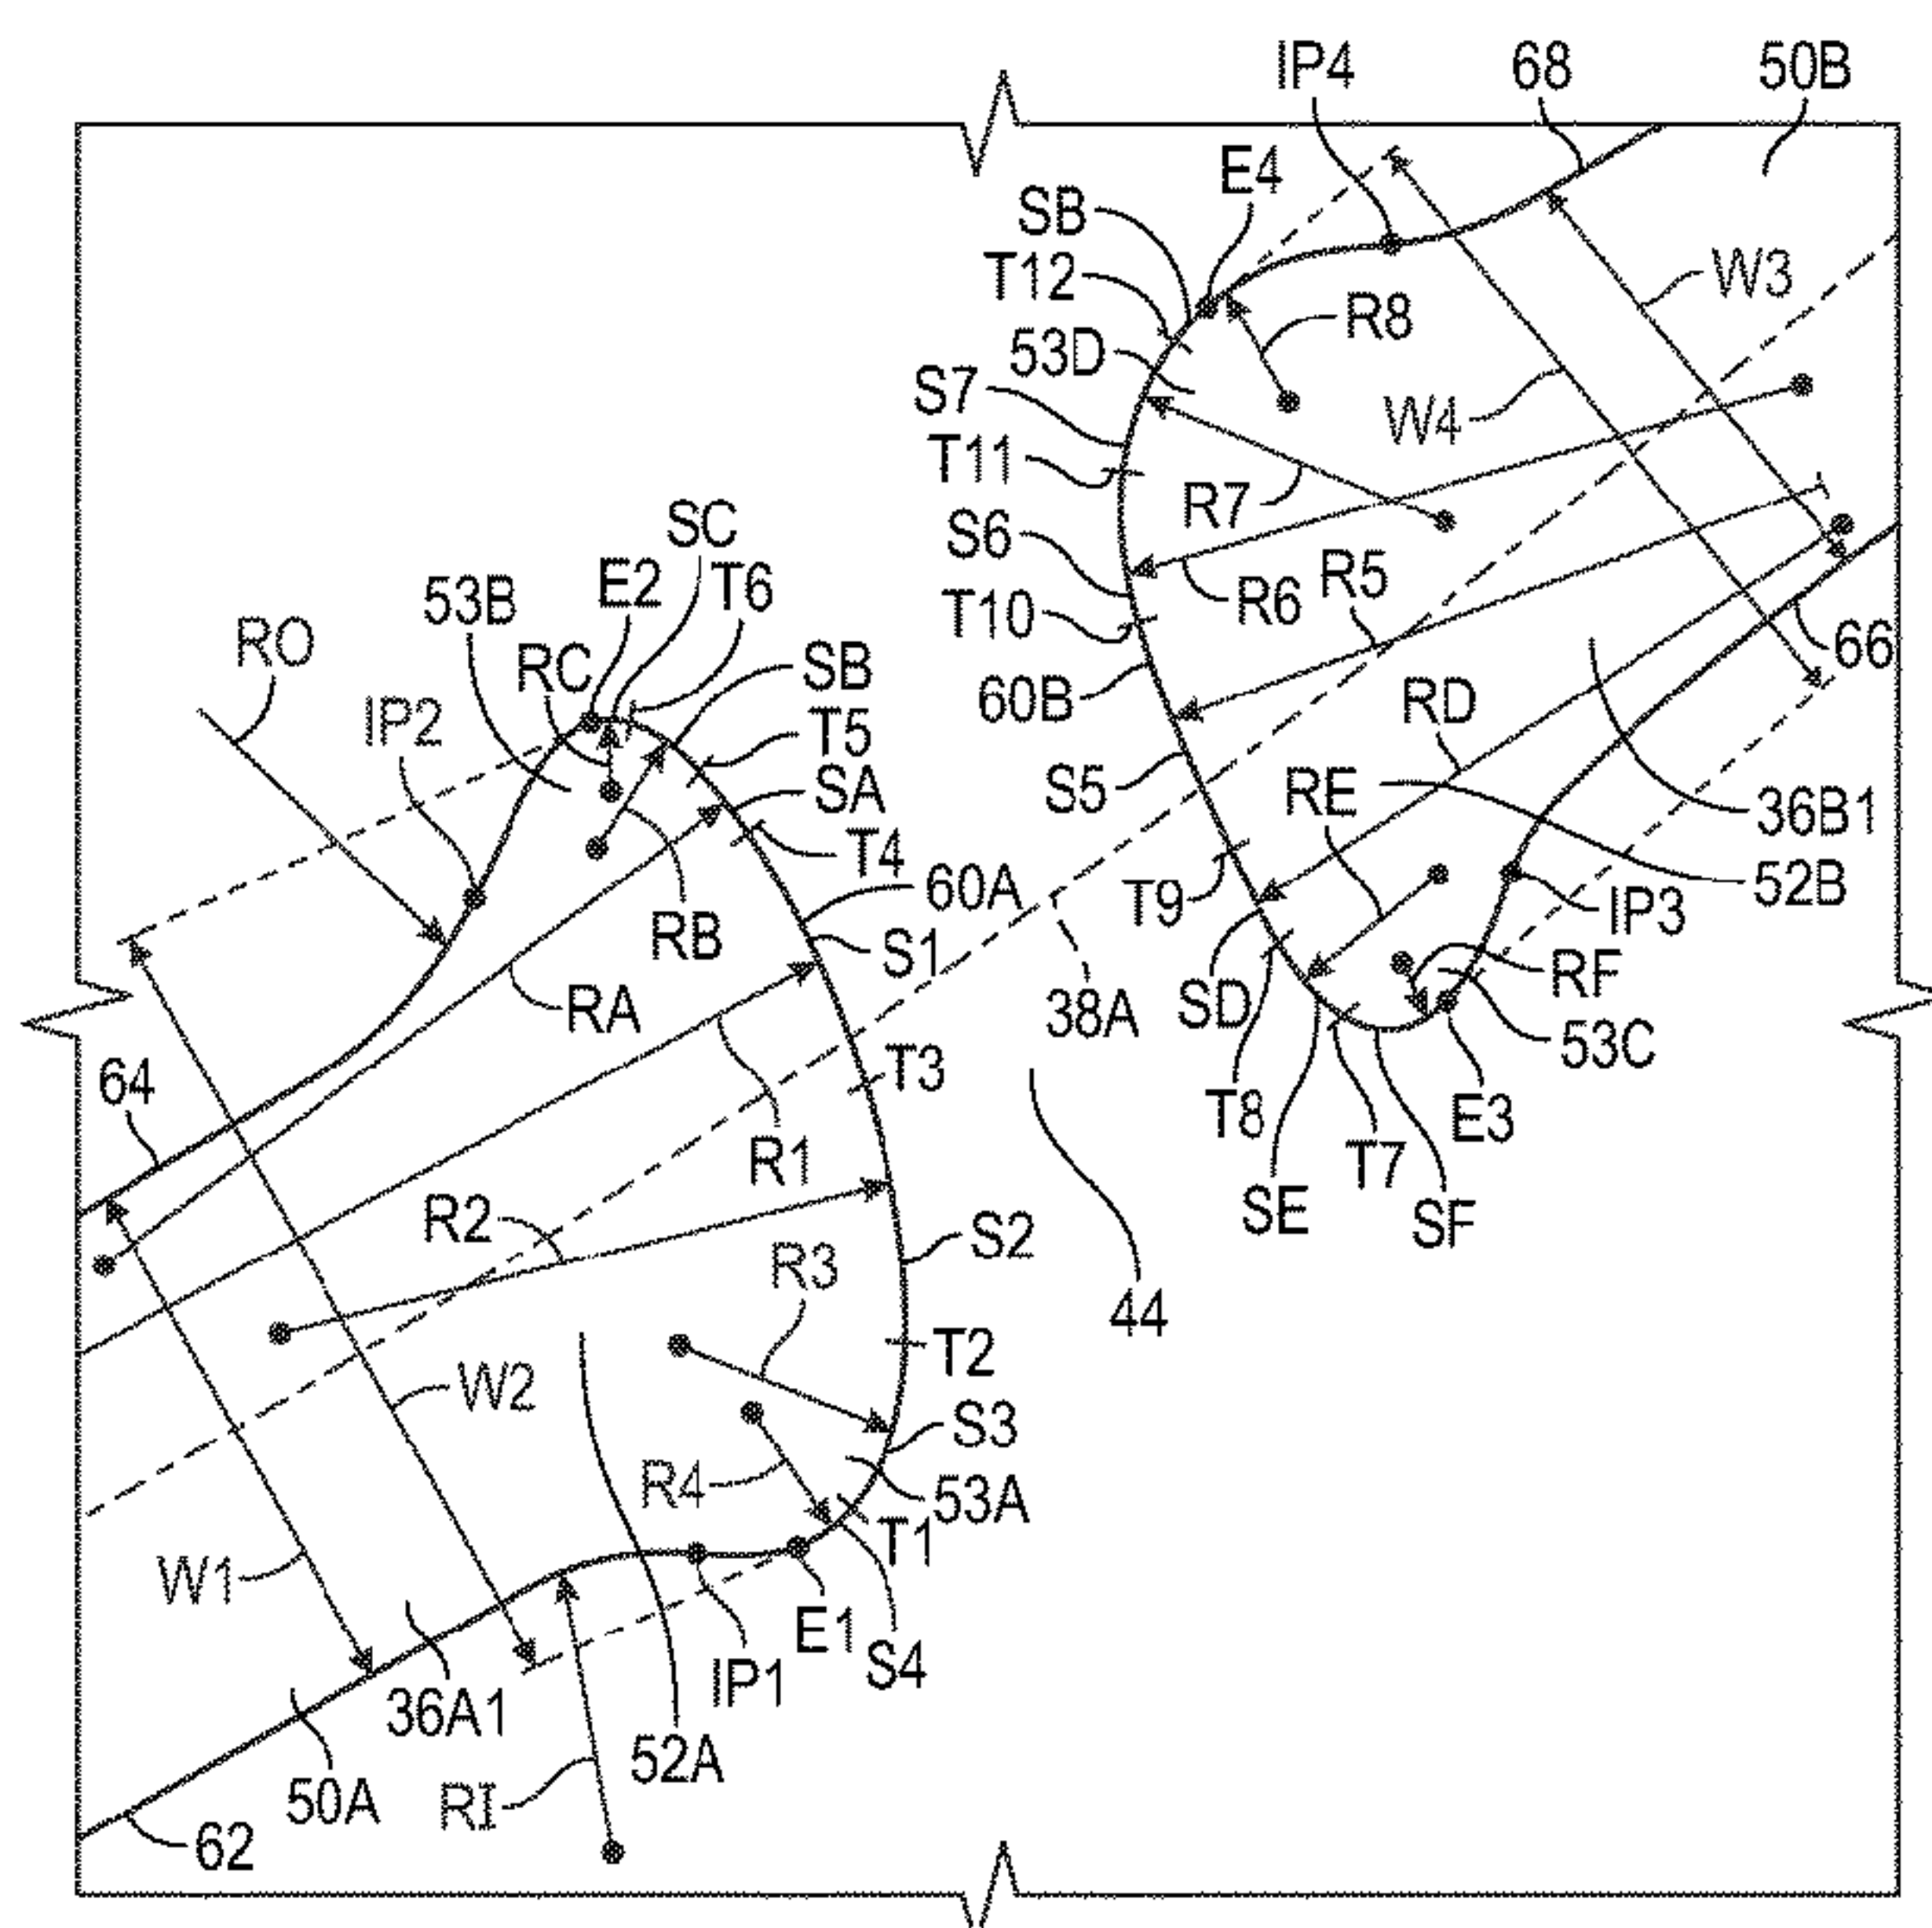 IP4 68 50B
E4
SB
T12
W3
R8
53D
S7
W4
T11
R7
SC
S6
E2
T6
R5
53B
R6
T10
RO
RC
SB
66
60B
RD
IP2
T5
S5
RE
SA
36B1
T4
60A
T9
52B
IP3
RB
S1
RF
RA
38A
SD
53C
T3
64
T8
E3
R1
T7
SE
SF
R2
S2
R3
44
T2
W2
S3
R4
53A
T1
W1
E1
S4
IP1
36A1
52A
50A
RI
62